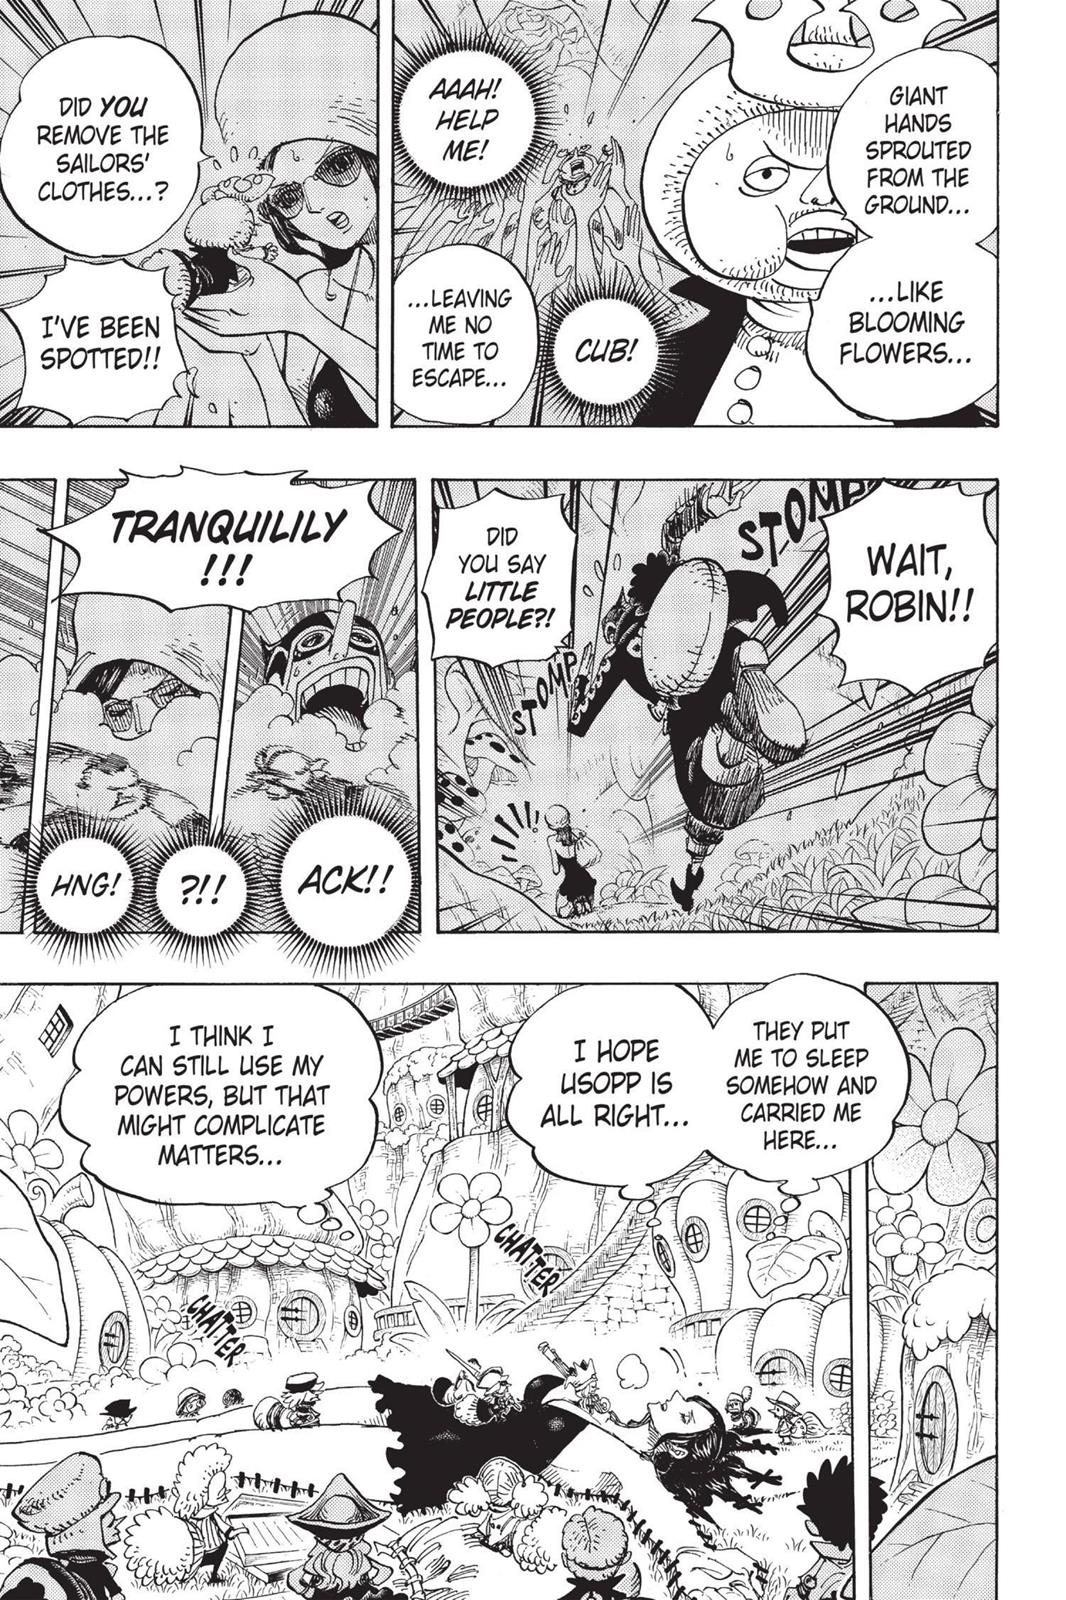 GIANT
HANDS
SPROUTED
FROM THE
GROUND...
...LIKE
BLOOMING
FLOWERS...
AAAH!
HELP
ME!
CUB!
...LEAVING
ME NO
TIME TO
ESCAPE...
DID YOU
REMOVE THE
SAILORS'
CLOTHES...?
I'VE BEEN
SPOTTED!!
WAIT,
ROBIN!!
STOMP
STOMP
DID
YOU SAY
LITTLE
PEOPLE?!
TRANQUILILY
!!!
ACK!!
?!!
HNG!
THEY PUT
ME TO SLEEP
SOMEHOW AND
CARRIED ME
HERE...
I HOPE
USOPP IS
ALL RIGHT...
I THINK I
CAN STILL USE MY
POWERS, BUT THAT
MIGHT COMPLICATE
MATTERS...
CHATTER
CHATTER